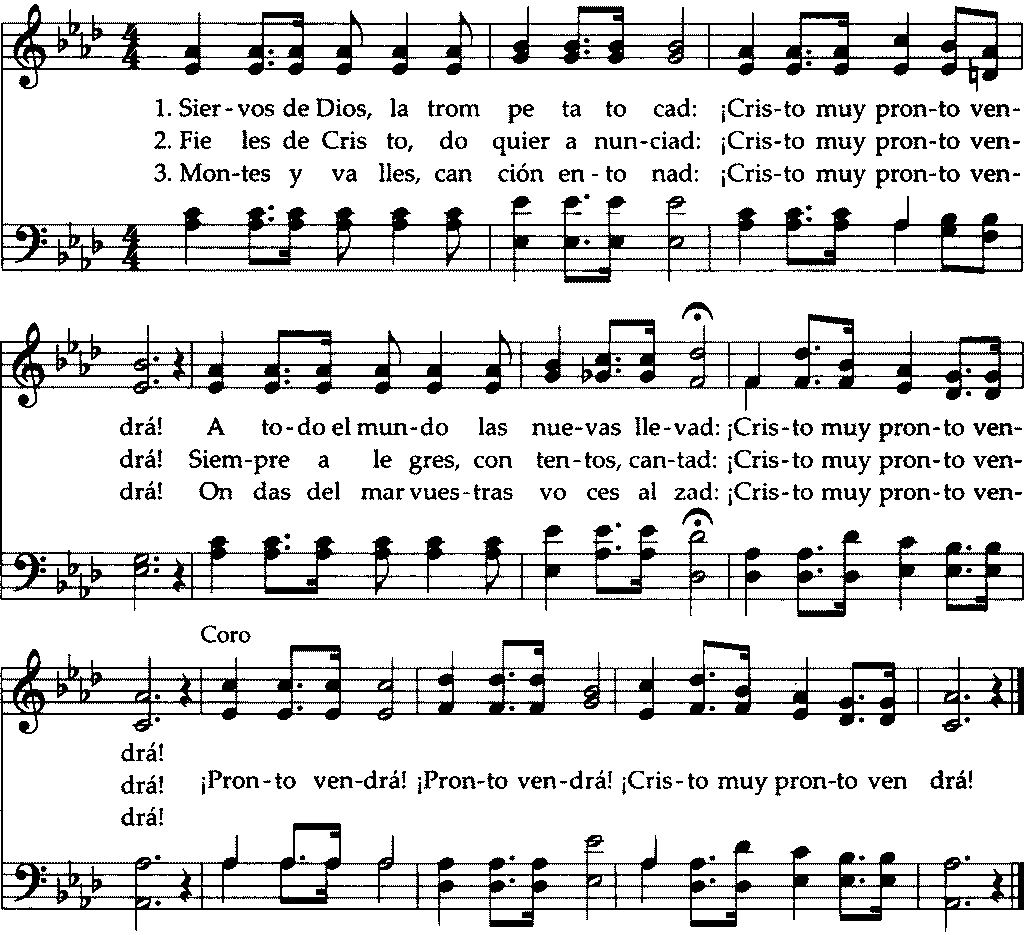 1. Sier-vos de Dios, la trom pe ta to cad: ¡Cris-to muy pron-to ven-
2. Fie les de Cris to, do quier a nun-ciad: ¡Cris-to muy pron-to ven-
3. Mon-tes y va lles, can ción en-to nad: ¡Cris-to muy pron-to ven-
drá! A to-do el mun-do las nue-vas lle-vad: ¡Cris-to muy pron-to ven-
drá! Siem-pre a le gres, con ten-tos, can-tad: ¡Cris-to muy pron-to ven-
drá! On das del mar vues-tras vo ces al zad: ¡Cris-to muy pron-to ven-
Coro
drá!
drá! ¡Pron-to ven-drá! ¡Pron-to ven-drá! ¡Cris-to muy pron-to ven drá!
drá!